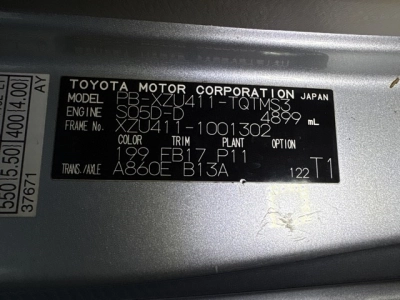 TOYOTA MOTOR CORPORATION JAPAN
MODEL PB-XZU411-TQTMS3
ENGINE S05D-D 4899 mL
FRAME No. XZU411-1001302
COLOR TRIM PLANT OPTION
199 EB17 P11
TRANS./AXLE A860E B13A
122 T1
AY
550 5.50 400 4.00
37671